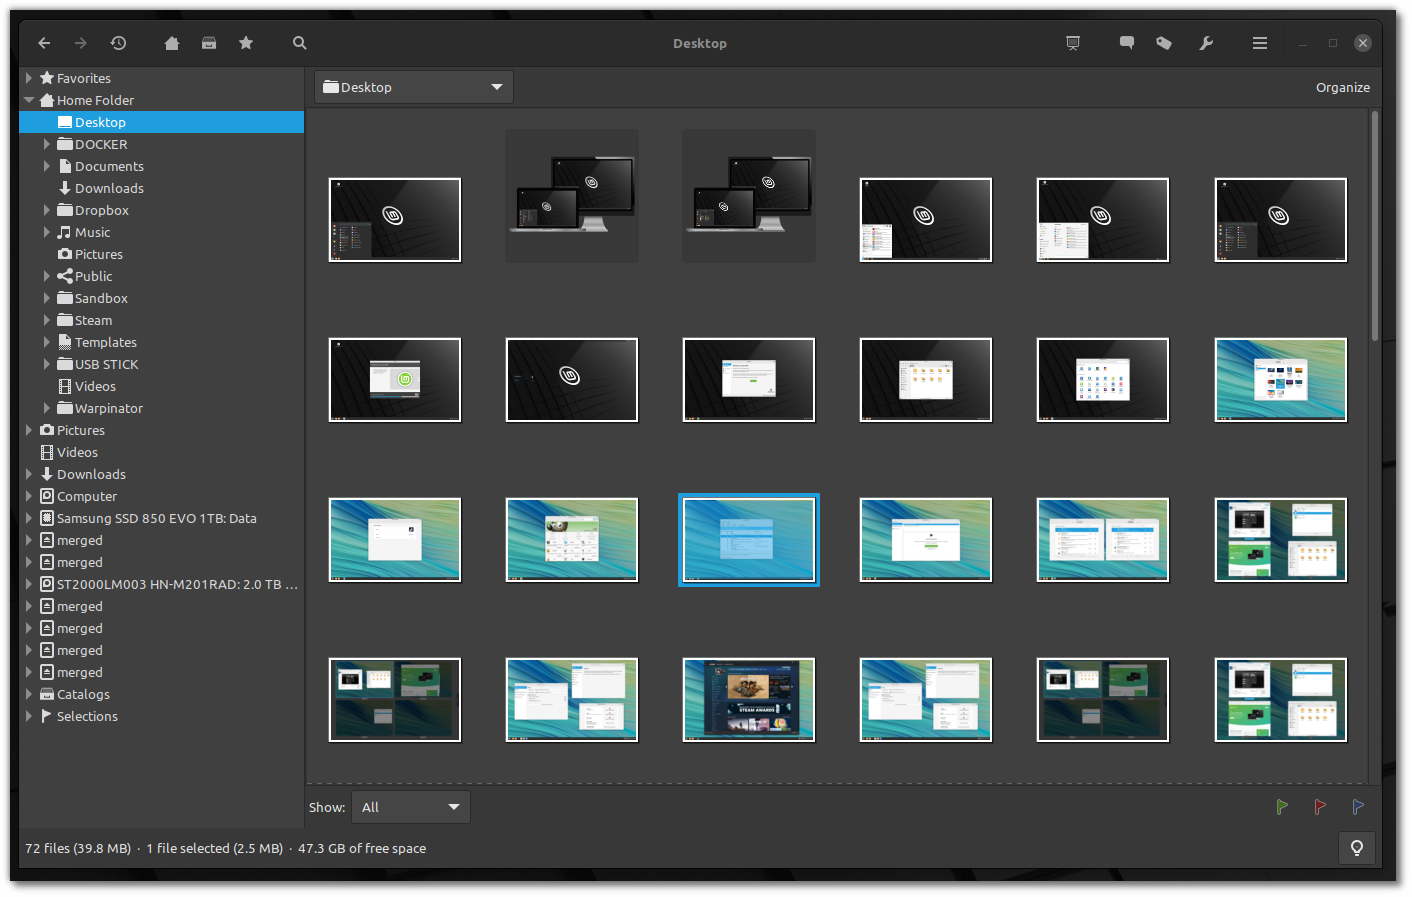 Desktop
Favorites
Home Folder
Desktop
DOCKER
Documents
Downloads
Dropbox
Music
Pictures
Public
Sandbox
Steam
Templates
USB STICK
Videos
Warpinator
Pictures
Videos
Downloads
Computer
Samsung SSD 850 EVO 1TB: Data
merged
merged
ST2000LM003 HN-M201RAD: 2.0 TB ...
merged
merged
merged
merged
Catalogs
Selections
Desktop
Organize
STEAM AWARDS
Show: All
72 files (39.8 MB) · 1 file selected (2.5 MB) · 47.3 GB of free space